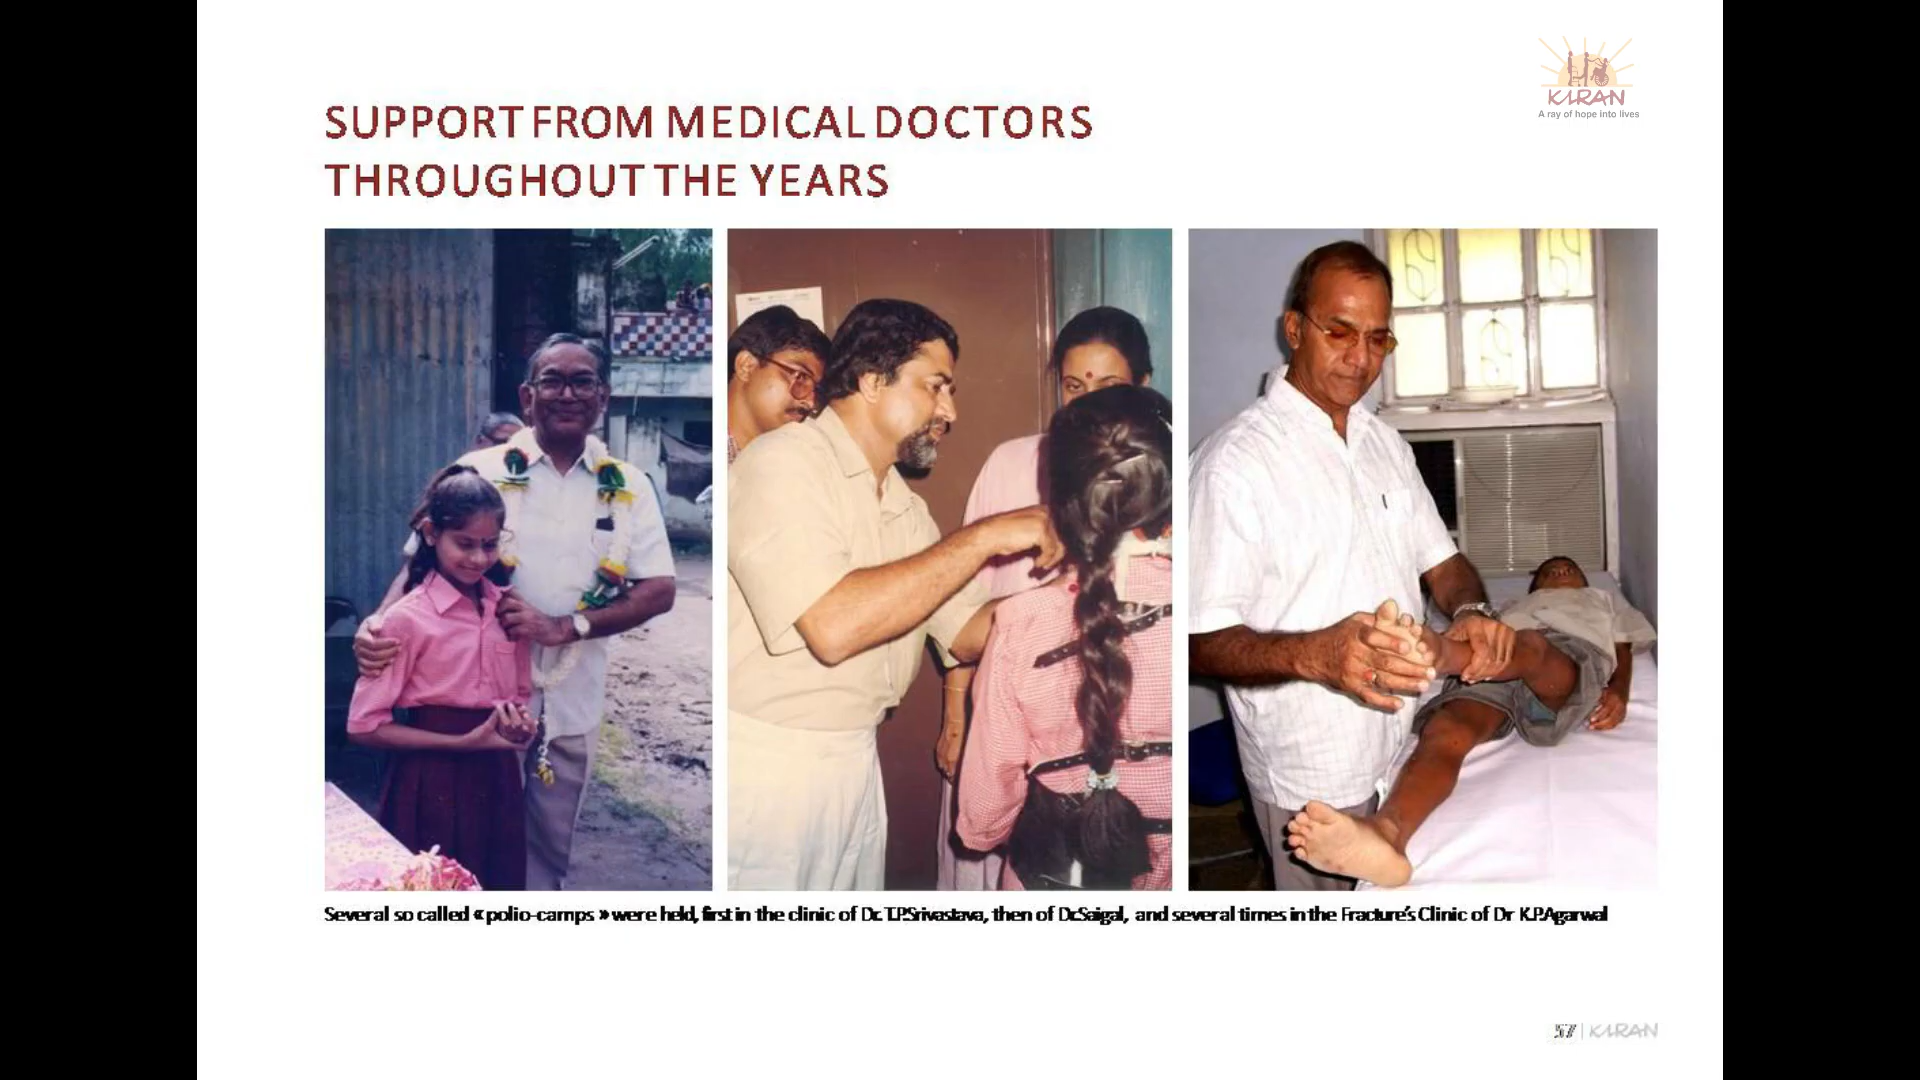 KIRAN
A ray of hope into lives
SUPPORT FROM MEDICAL DOCTORS
THROUGHOUT THE YEARS
Several so called « polio-camps » were held, first in the clinic of Dr. T.P.Srivastava, then of Dr.Saigal, and several times in the Fracture's Clinic of Dr K.P.Agarwal
57 | KIRAN